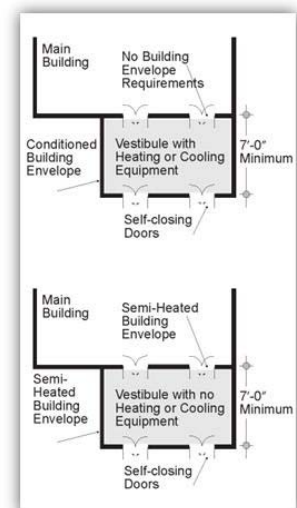 Main
Building
No Building
Envelope
Requirements
Conditioned
Building
Envelope
Vestibule with
Heating or Cooling
Equipment
7'-0"
Minimum
Self-closing
Doors
Main
Building
Semi-Heated
Building
Envelope
Semi-
Heated
Building
Envelope
Vestibule with no
Heating or Cooling
Equipment
7'-0"
Minimum
Self-closing
Doors